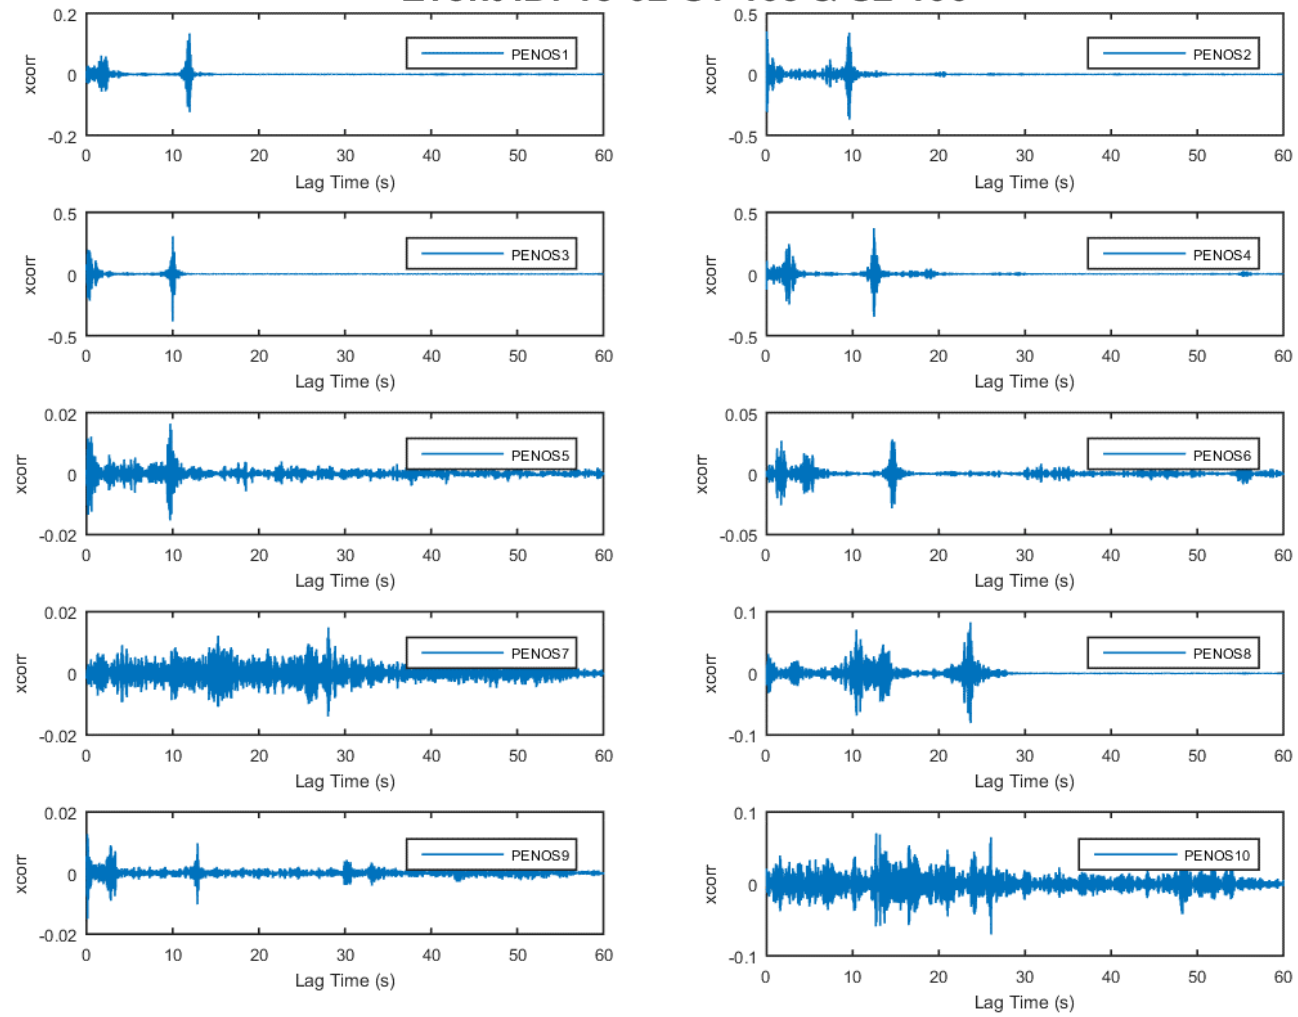 0.2
0
-0.2
xcorr
PENOS1
0 10 20 30 40 50 60
Lag Time (s)
0.5
0
-0.5
xcorr
PENOS2
0 10 20 30 40 50 60
Lag Time (s)
0.5
0
-0.5
xcorr
PENOS3
0 10 20 30 40 50 60
Lag Time (s)
0.5
0
-0.5
xcorr
PENOS4
0 10 20 30 40 50 60
Lag Time (s)
0.02
0
-0.02
xcorr
PENOS5
0 10 20 30 40 50 60
Lag Time (s)
0.05
0
-0.05
xcorr
PENOS6
0 10 20 30 40 50 60
Lag Time (s)
0.02
0
-0.02
xcorr
PENOS7
0 10 20 30 40 50 60
Lag Time (s)
0.1
0
-0.1
xcorr
PENOS8
0 10 20 30 40 50 60
Lag Time (s)
0.02
0
-0.02
xcorr
PENOS9
0 10 20 30 40 50 60
Lag Time (s)
0.1
0
-0.1
xcorr
PENOS10
0 10 20 30 40 50 60
Lag Time (s)